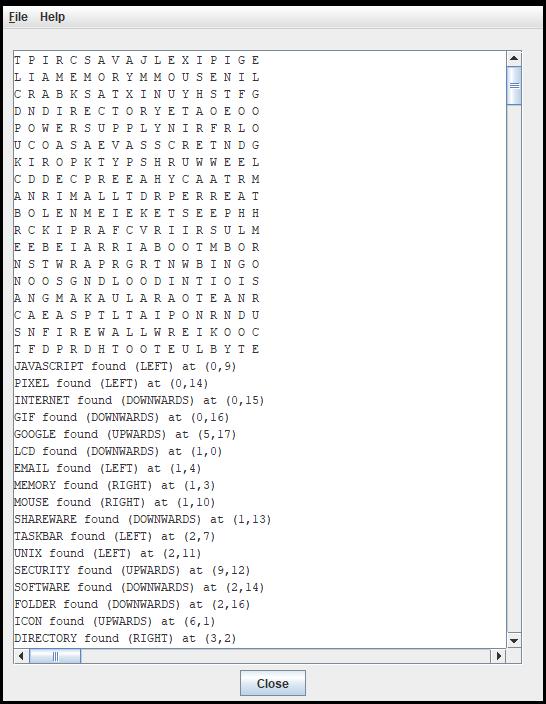 File Help
T P I R C S A V A J L E X I P I G E
L I A M E M O R Y M M O U S E N I L
C R A B K S A T X I N U Y H S T F G
D N D I R E C T O R Y E T A O E O O
P O W E R S U P P L Y N I R F R L O
U C O A S A E V A S S C R E T N D G
K I R O P K T Y P S H R U W W E E L
C D D E C P R E E A H Y C A A T R M
A N R I M A L L T D R P E R R E A T
B O L E N M E I E K E T S E E P H H
R C K I P R A F C V R I I R S U L M
E E B E I A R R I A B O O T M B O R
N S T W R A P R G R T N W B I N G O
N O O S G N D L O O D I N T I O I S
A N G M A K A U L A R A O T E A N R
C A E A S P T L T A I P O N R N D U
S N F I R E W A L L W R E I K O O C
T F D P R D H T O O T E U L B Y T E
JAVASCRIPT found (LEFT) at (0,9)
PIXEL found (LEFT) at (0,14)
INTERNET found (DOWNWARDS) at (0,15)
GIF found (DOWNWARDS) at (0,16)
GOOGLE found (UPWARDS) at (5,17)
LCD found (DOWNWARDS) at (1,0)
EMAIL found (LEFT) at (1,4)
MEMORY found (RIGHT) at (1,3)
MOUSE found (RIGHT) at (1,10)
SHAREWARE found (DOWNWARDS) at (1,13)
TASKBAR found (LEFT) at (2,7)
UNIX found (LEFT) at (2,11)
SECURITY found (UPWARDS) at (9,12)
SOFTWARE found (DOWNWARDS) at (2,14)
FOLDER found (DOWNWARDS) at (2,16)
ICON found (UPWARDS) at (6,1)
DIRECTORY found (RIGHT) at (3,2)
Close